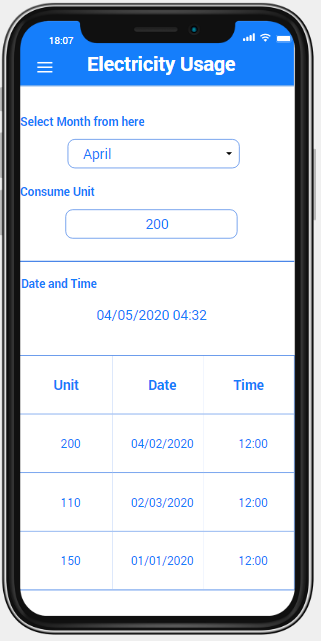 18:07
Electricity Usage
Select Month from here
April
Consume Unit
200
Date and Time
04/05/2020 04:32
Unit Date Time
200 04/02/2020 12:00
110 02/03/2020 12:00
150 01/01/2020 12:00